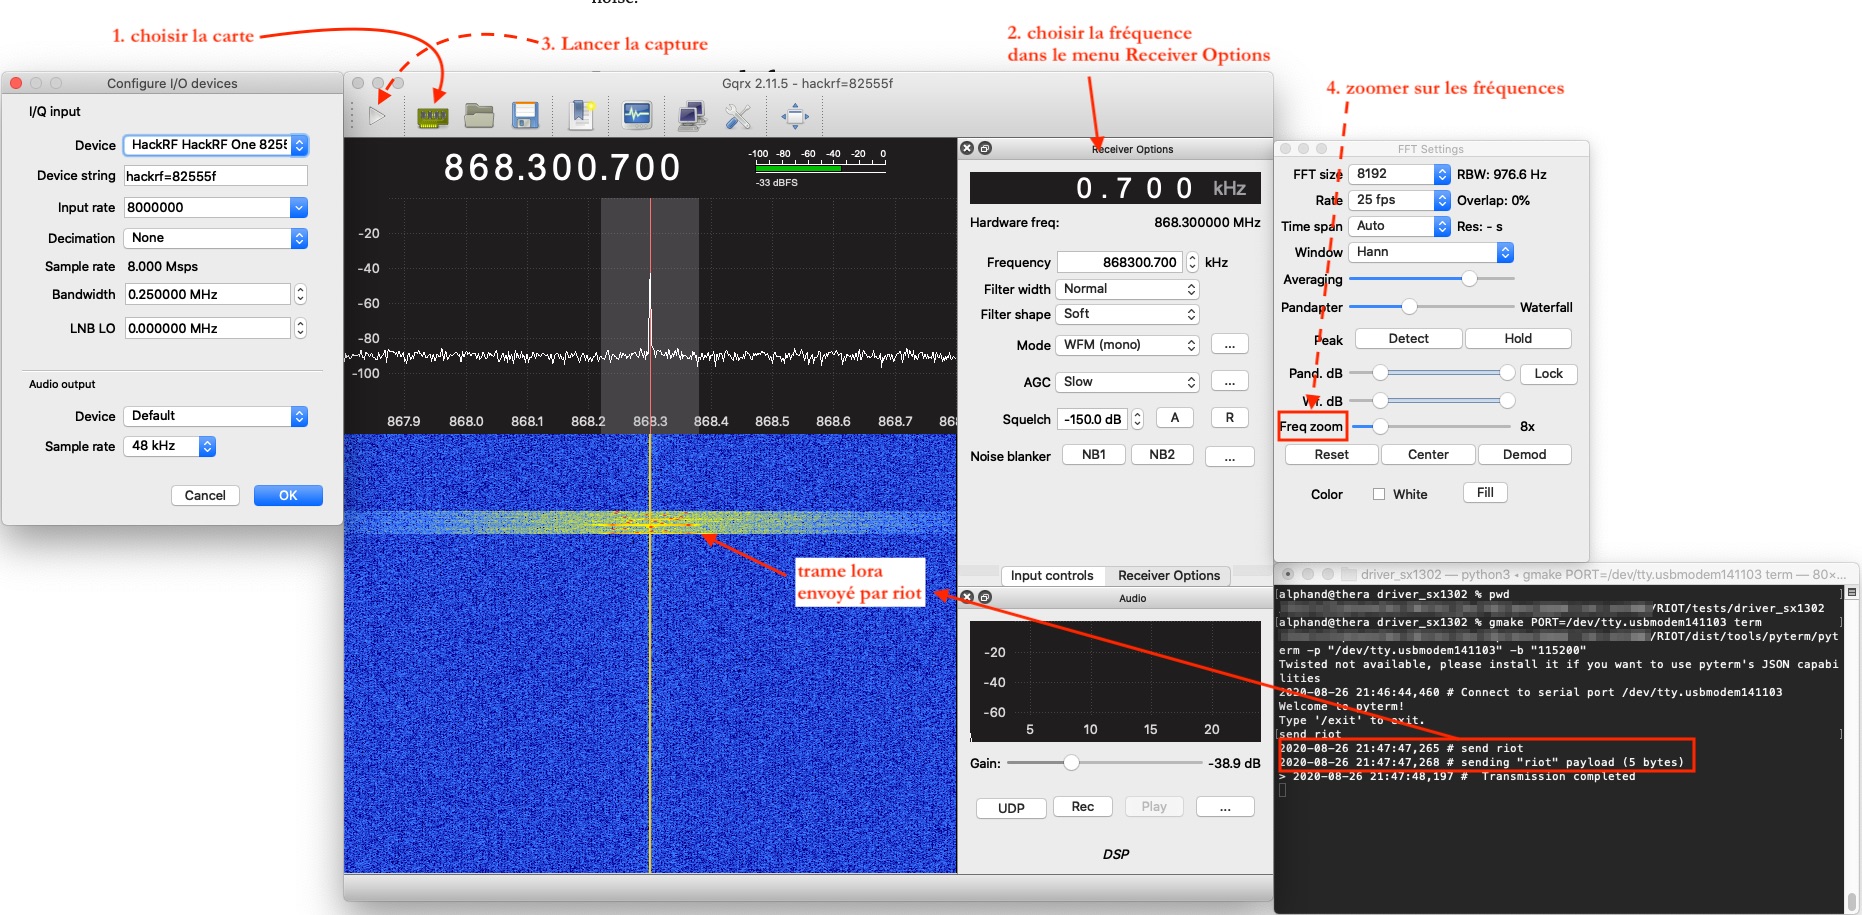 noise.
1. choisir la carte
3. Lancer la capture
2. choisir la fréquence
dans le menu Receiver Options
4. zoomer sur les fréquences
Configure I/O devices
I/Q input
Device HackRF HackRF One 8255
Device string hackrf=82555f
Input rate 8000000
Decimation None
Sample rate 8.000 Msps
Bandwidth 0.250000 MHz
LNB LO 0.000000 MHz
Audio output
Device Default
Sample rate 48 kHz
Cancel OK
Gqrx 2.11.5 - hackrf=82555f
868.300.700
-100 -80 -60 -40 -20 0
-33 dBFS
-20
-40
-60
-80
-100
867.9 868.0 868.1 868.2 868.3 868.4 868.5 868.6 868.7 868
trame lora
envoyé par riot
Receiver Options
0.700 kHz
Hardware freq: 868.300000 MHz
Frequency 868300.700 kHz
Filter width Normal
Filter shape Soft
Mode WFM (mono) ...
AGC Slow ...
Squelch -150.0 dB A R
Noise blanker NB1 NB2 ...
Input controls Receiver Options
Audio
-20
-40
-60
5 10 15 20
Gain: -38.9 dB
UDP Rec Play ...
DSP
FFT Settings
FFT size 8192 RBW: 976.6 Hz
Rate 25 fps Overlap: 0%
Time span Auto Res: - s
Window Hann
Averaging
Pandapter Waterfall
Peak Detect Hold
Pand. dB Lock
Wf. dB
Freq zoom 8x
Reset Center Demod
Color White Fill
driver_sx1302 — python3 ◂ gmake PORT=/dev/tty.usbmodem141103 term — 80×...
[alphand@thera driver_sx1302 % pwd ]
/RIOT/tests/driver_sx1302
[alphand@thera driver_sx1302 % gmake PORT=/dev/tty.usbmodem141103 term ]
/RIOT/dist/tools/pyterm/pyt
erm -p "/dev/tty.usbmodem141103" -b "115200"
Twisted not available, please install it if you want to use pyterm's JSON capabi
lities
2020-08-26 21:46:44,460 # Connect to serial port /dev/tty.usbmodem141103
Welcome to pyterm!
Type '/exit' to exit.
[send riot ]
2020-08-26 21:47:47,265 # send riot
2020-08-26 21:47:47,268 # sending "riot" payload (5 bytes)
> 2020-08-26 21:47:48,197 #  Transmission completed